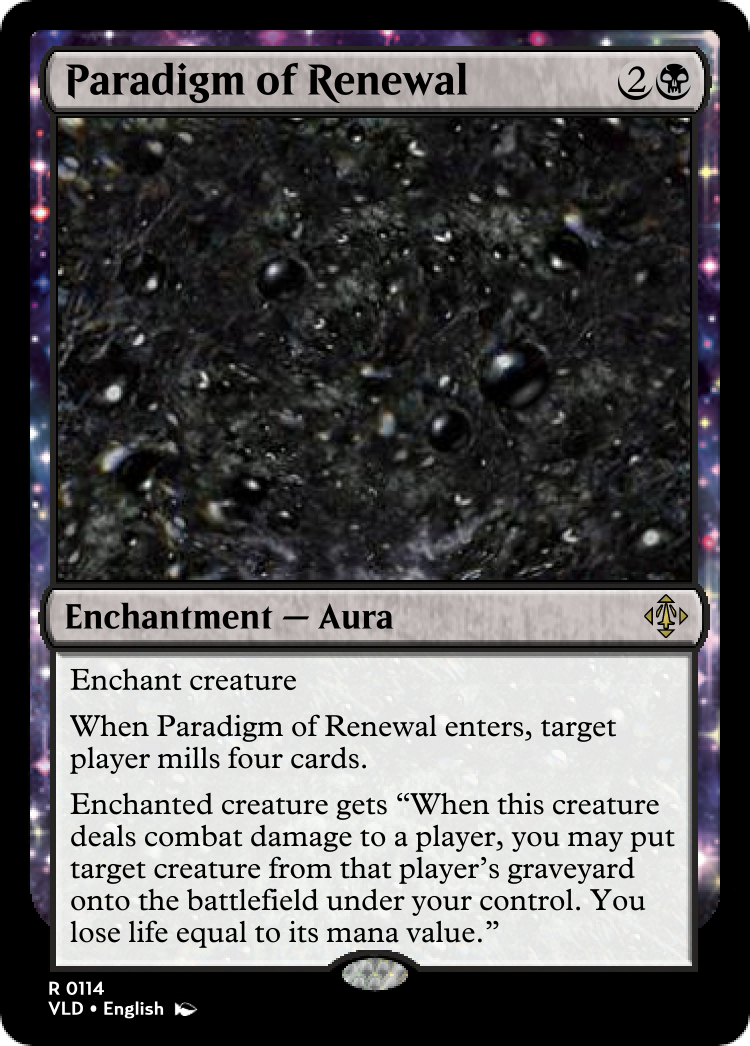 Paradigm of Renewal 2
Enchantment — Aura
Enchant creature
When Paradigm of Renewal enters, target
player mills four cards.
Enchanted creature gets “When this creature
deals combat damage to a player, you may put
target creature from that player’s graveyard
onto the battlefield under your control. You
lose life equal to its mana value.”
R 0114
VLD • English